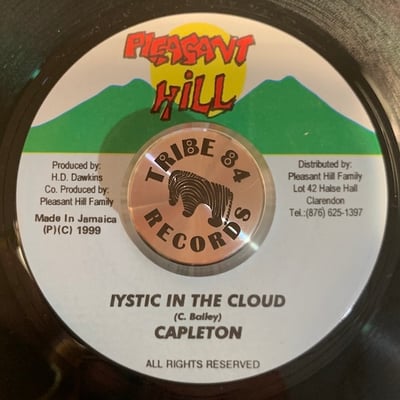 PLEASANT
HILL
Produced by:
H.D. Dawkins
Co. Produced by:
Pleasant Hill Family
Made In Jamaica
(P)(C) 1999
Distributed by:
Pleasant Hill Family
Lot 42 Halse Hall
Clarendon
Tel.:(876) 625-1397
TRIBE 84
RECORDS
IYSTIC IN THE CLOUD
(C. Bailey)
CAPLETON
ALL RIGHTS RESERVED